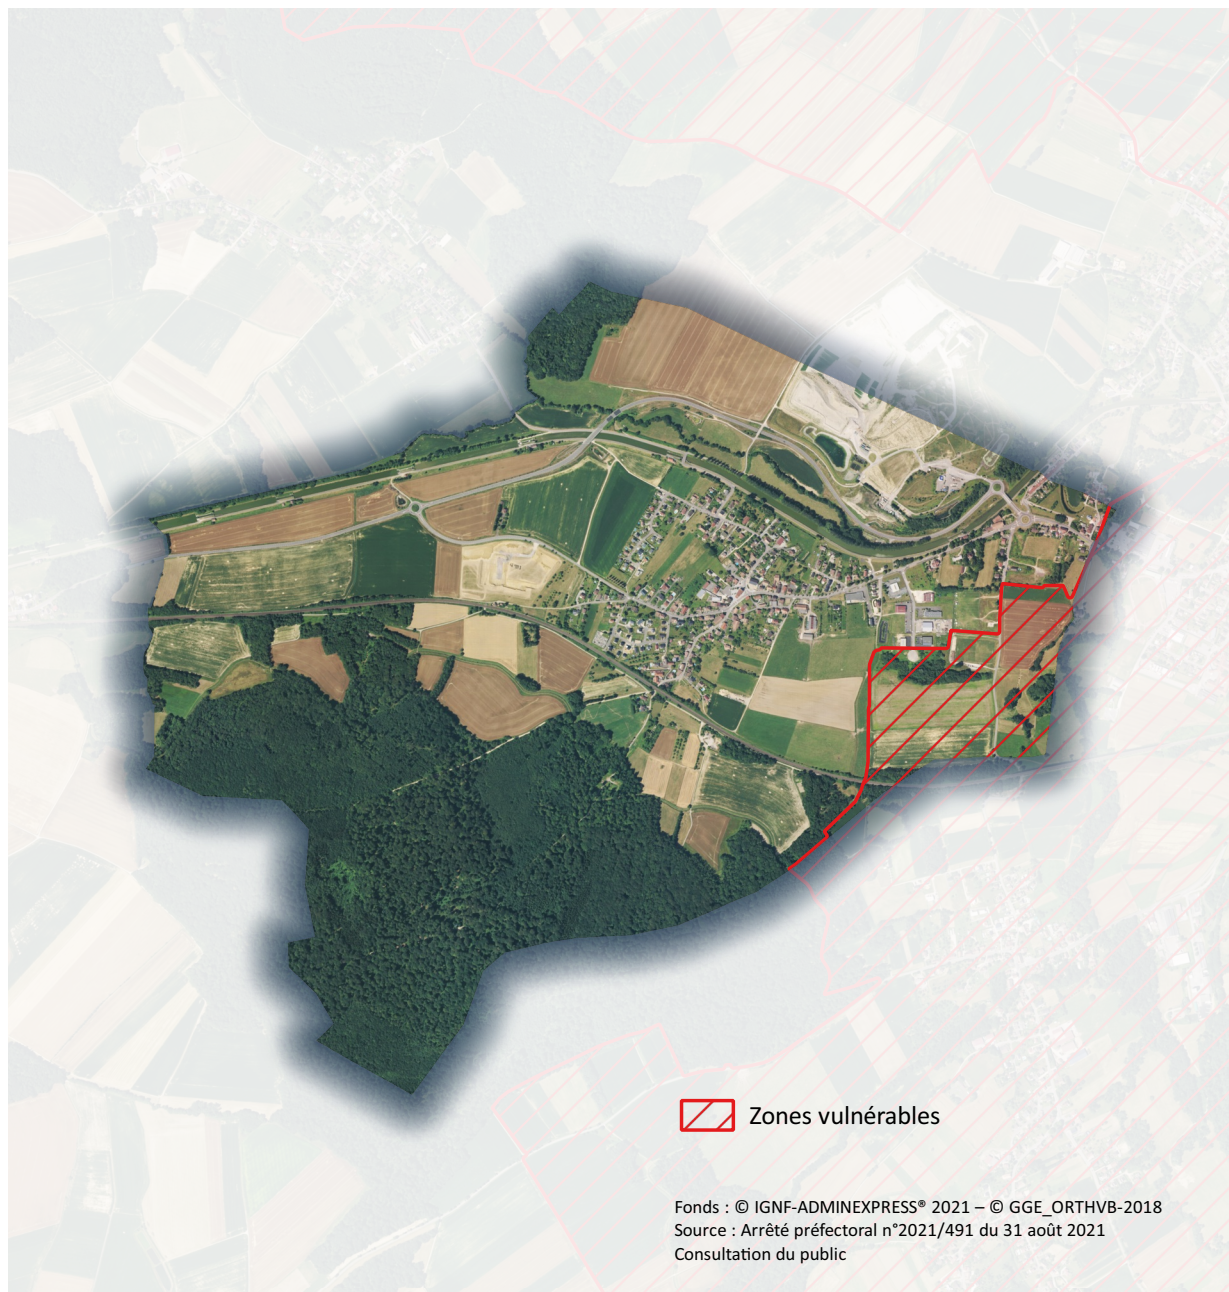 Zones vulnérables
Fonds : © IGNF-ADMINEXPRESS® 2021 – © GGE_ORTHVB-2018
Source : Arrêté préfectoral n°2021/491 du 31 août 2021
Consultation du public